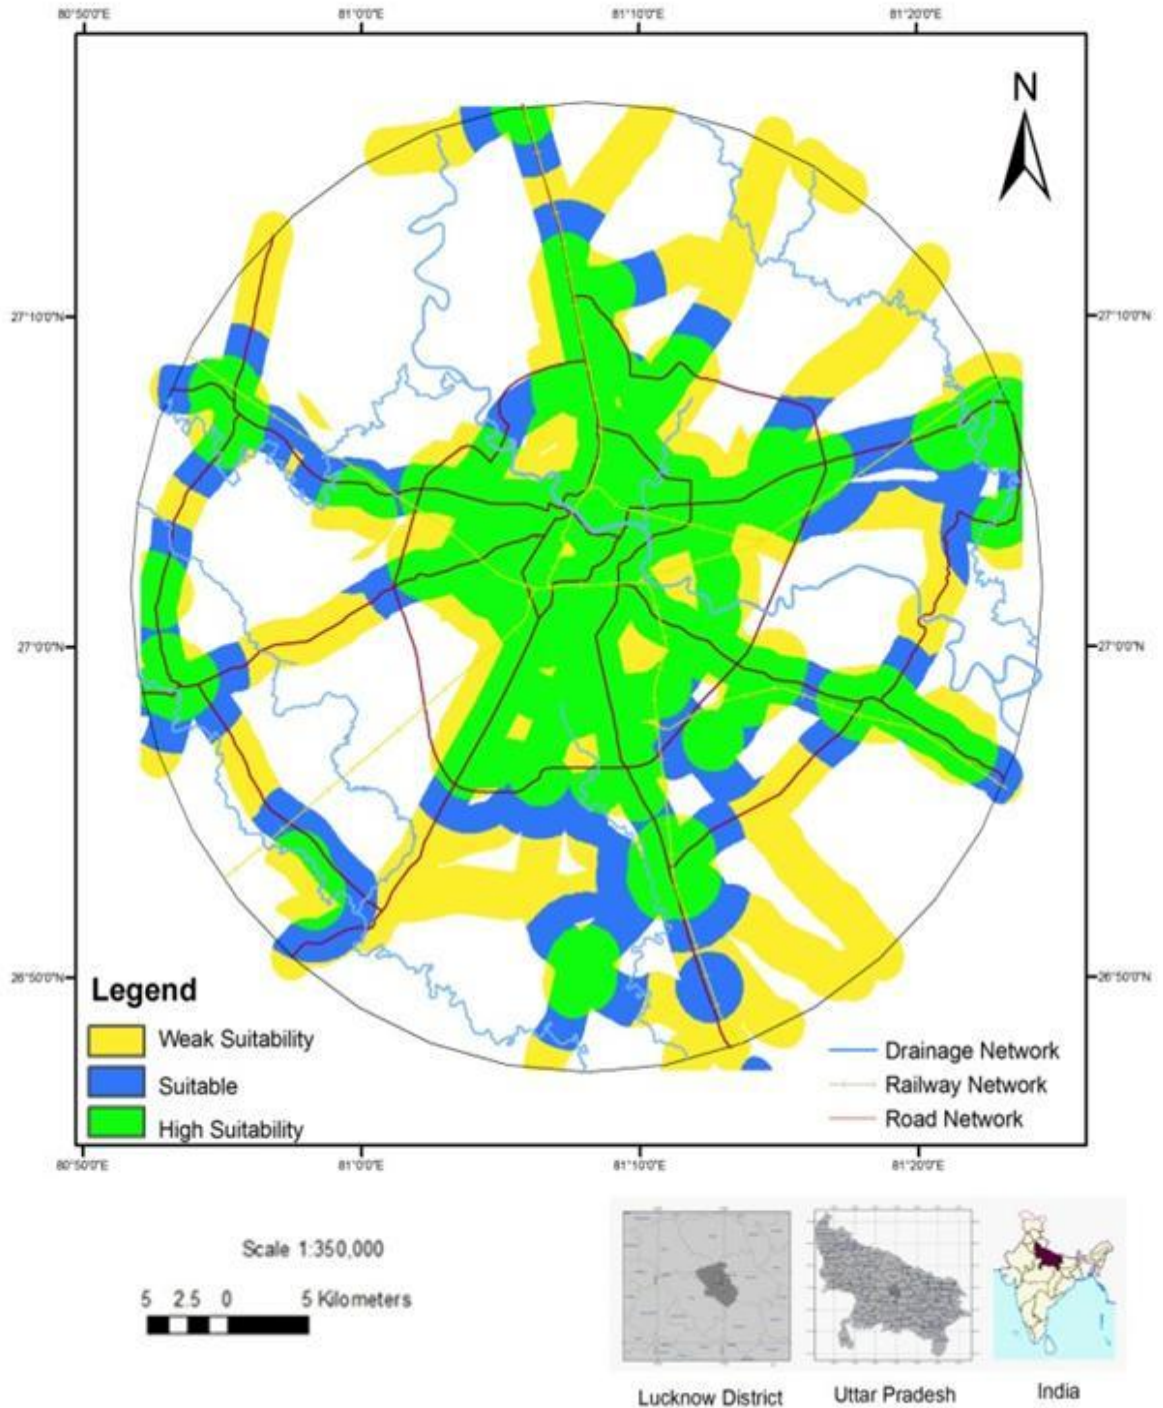 80°50'0"E 81°0'0"E 81°10'0"E 81°20'0"E
N
27°10'0"N 27°10'0"N
27°0'0"N 27°0'0"N
26°50'0"N 26°50'0"N
Legend
Weak Suitability
Suitable
High Suitability
Drainage Network
Railway Network
Road Network
80°50'0"E 81°0'0"E 81°10'0"E 81°20'0"E
Scale 1:350,000
5 2.5 0 5 Kilometers
Lucknow District
Uttar Pradesh
India